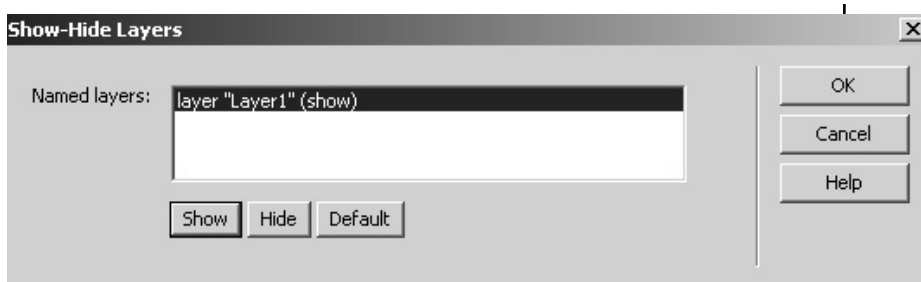 Show-Hide Layers
Named layers:
layer "Layer1" (show)
Show Hide Default
OK
Cancel
Help